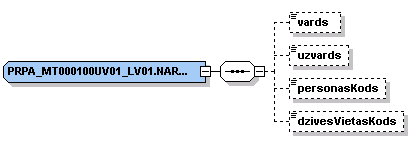 vards
uzvards
PRPA_MT000100UV01_LV01.NAR...
personasKods
dzivesVietasKods